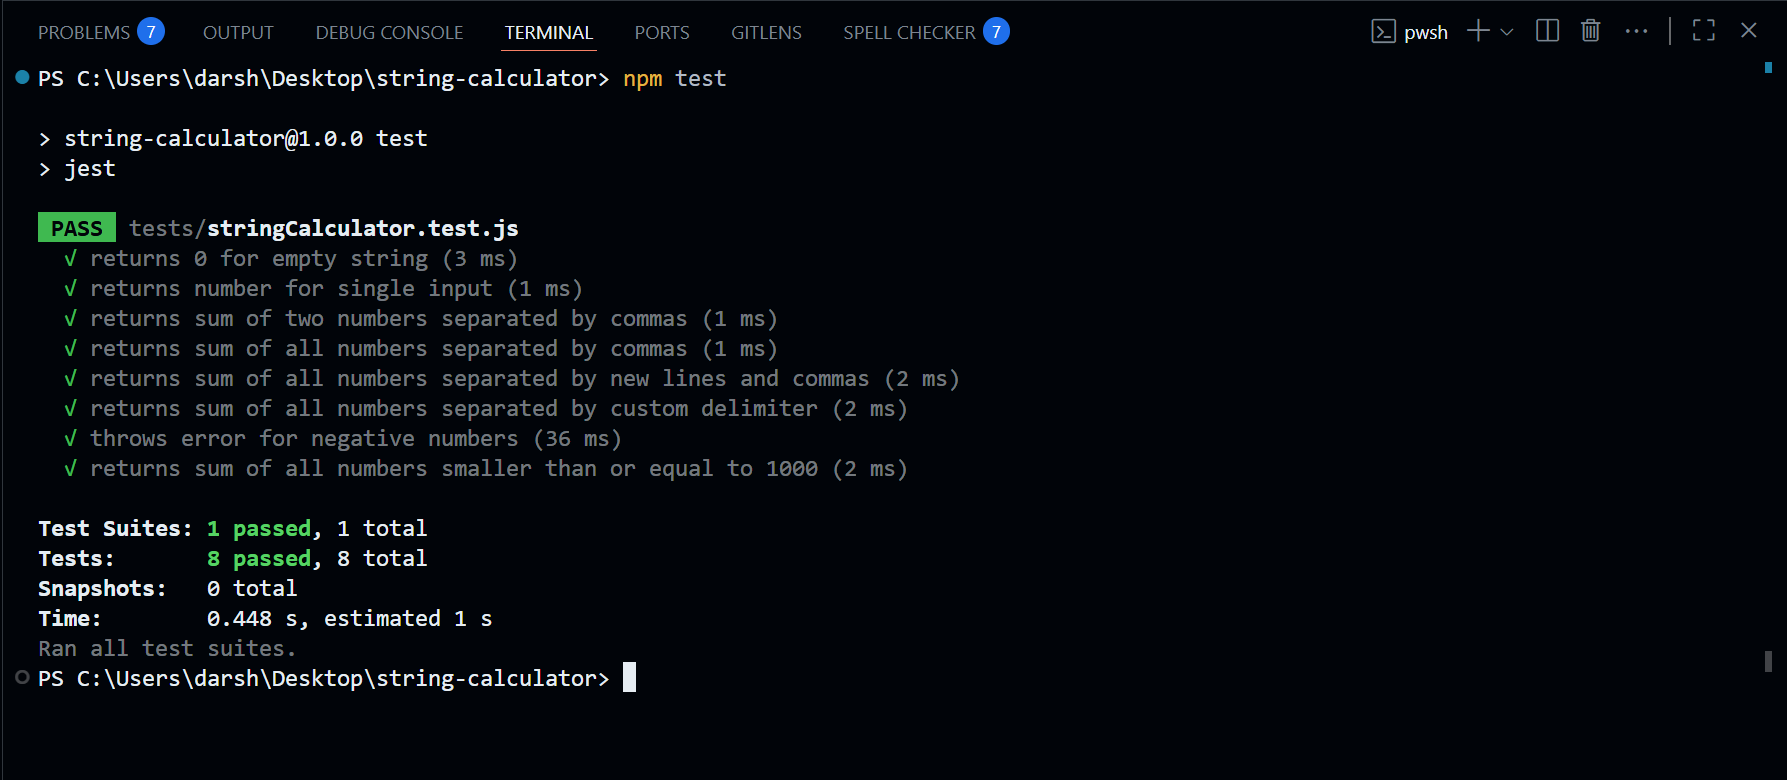 PROBLEMS 7 OUTPUT DEBUG CONSOLE TERMINAL PORTS GITLENS SPELL CHECKER 7 pwsh
PS C:\Users\darsh\Desktop\string-calculator> npm test
> string-calculator@1.0.0 test
> jest
PASS tests/stringCalculator.test.js
√ returns 0 for empty string (3 ms)
√ returns number for single input (1 ms)
√ returns sum of two numbers separated by commas (1 ms)
√ returns sum of all numbers separated by commas (1 ms)
√ returns sum of all numbers separated by new lines and commas (2 ms)
√ returns sum of all numbers separated by custom delimiter (2 ms)
√ throws error for negative numbers (36 ms)
√ returns sum of all numbers smaller than or equal to 1000 (2 ms)
Test Suites: 1 passed, 1 total
Tests: 8 passed, 8 total
Snapshots: 0 total
Time: 0.448 s, estimated 1 s
Ran all test suites.
PS C:\Users\darsh\Desktop\string-calculator>